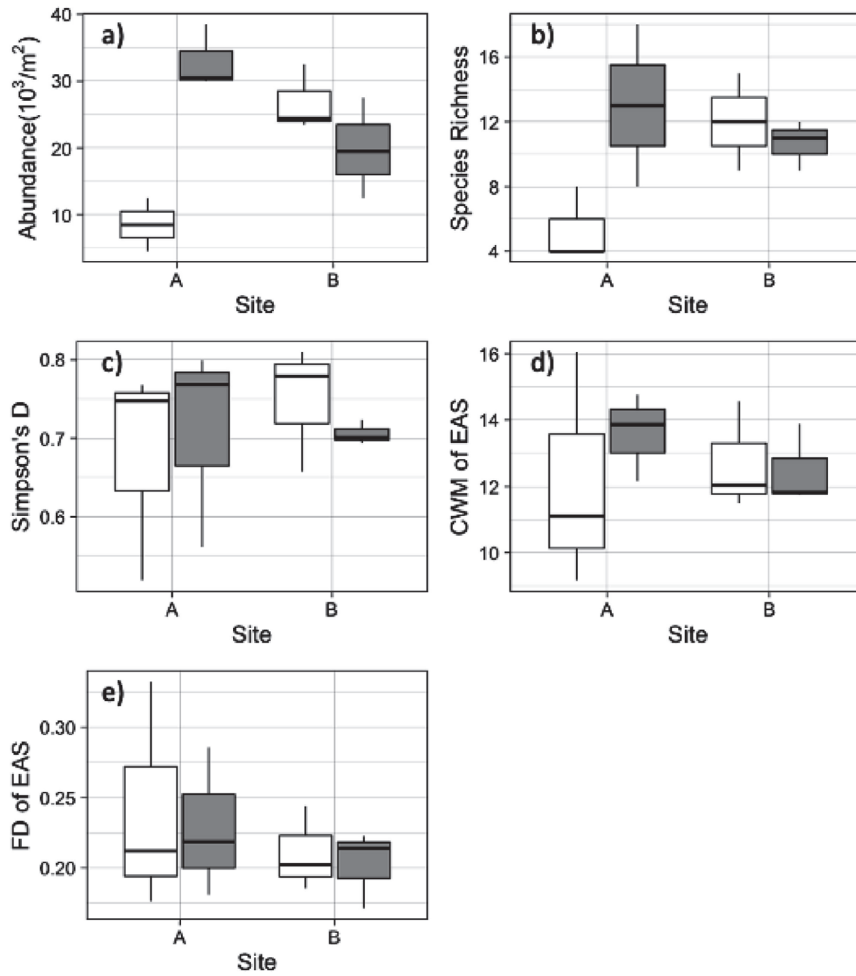 a)
Abundance(10³/m²)
40
30
20
10
A
B
Site
b)
Species Richness
16
12
8
4
A
B
Site
c)
Simpson's D
0.8
0.7
0.6
A
B
Site
d)
CWM of EAS
16
14
12
10
A
B
Site
e)
FD of EAS
0.30
0.25
0.20
A
B
Site